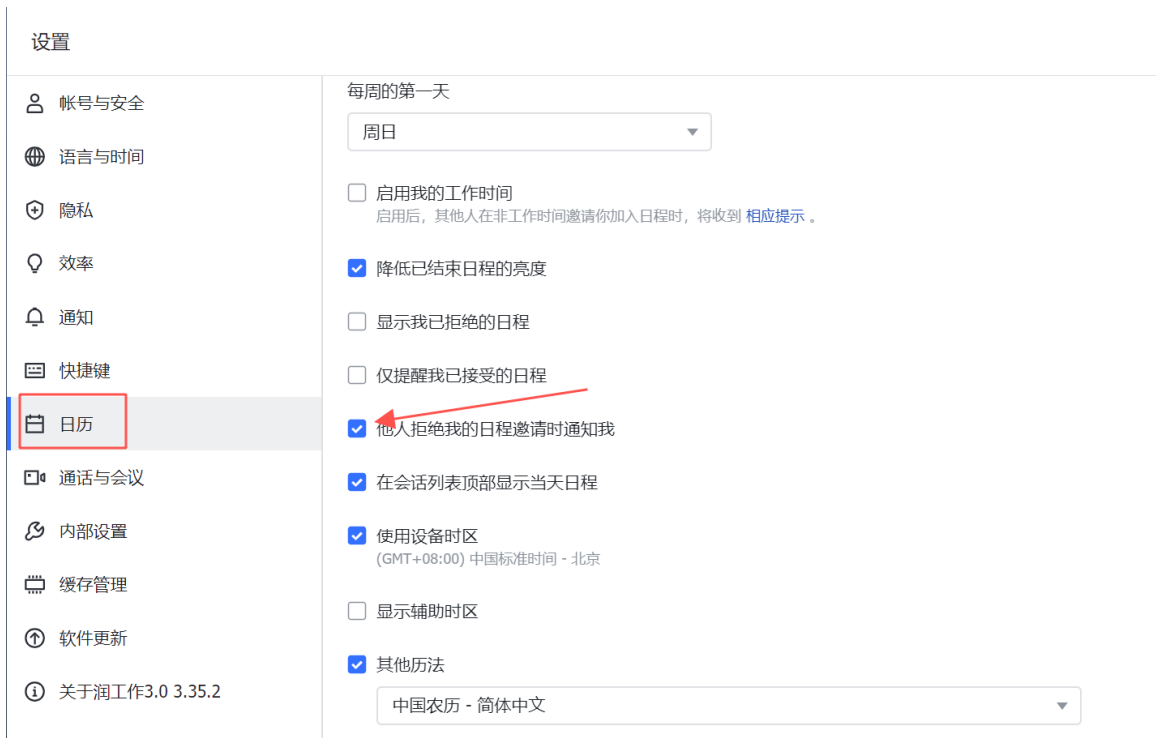 设置
帐号与安全
语言与时间
隐私
效率
通知
快捷键
日历
通话与会议
内部设置
缓存管理
软件更新
关于润工作3.0 3.35.2
每周的第一天
周日
启用我的工作时间
启用后，其他人在非工作时间邀请你加入日程时，将收到 相应提示 。
降低已结束日程的亮度
显示我已拒绝的日程
仅提醒我已接受的日程
他人拒绝我的日程邀请时通知我
在会话列表顶部显示当天日程
使用设备时区
(GMT+08:00) 中国标准时间 - 北京
显示辅助时区
其他历法
中国农历 - 简体中文